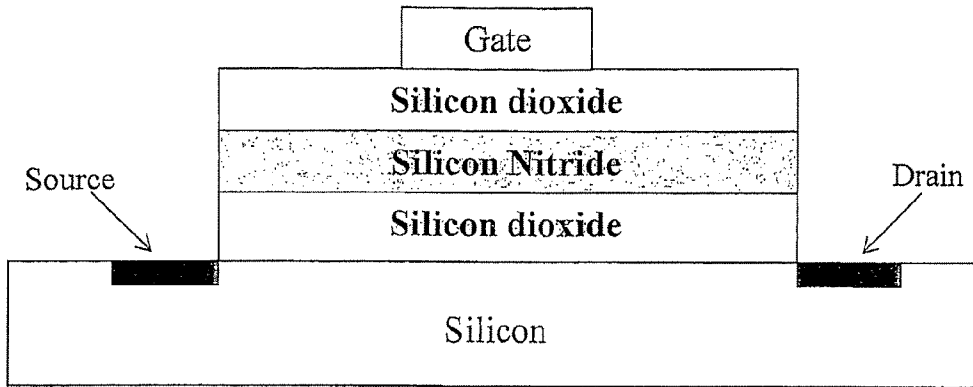 Gate
Silicon dioxide
Silicon Nitride
Source
Drain
Silicon dioxide
Silicon